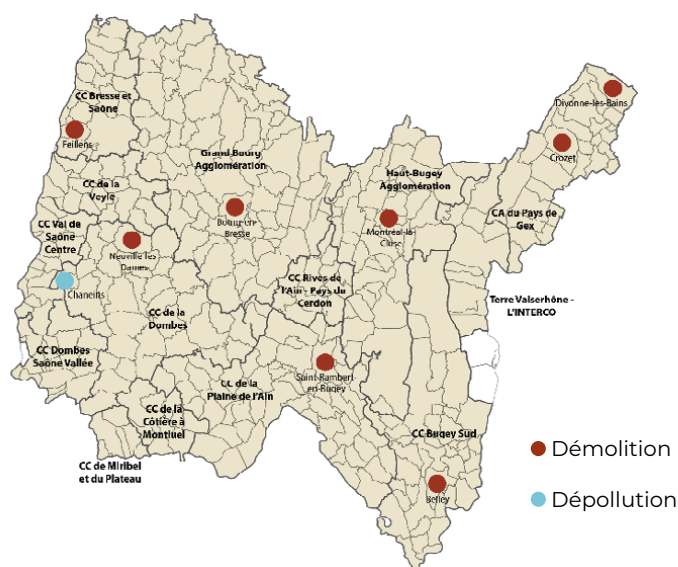 Divonne-les-Bains
CC Bresse et
Saône
Feillens
Crozet
Grand Bourg
Agglomération
Haut-Bugey
Agglomération
CC de la
Veyle
CA du Pays de
Gex
Bourg-en-
Bresse
Montréal-la-
Cluse
CC Val de
Saône
Centre
Neuville-les-
Dames
CC Rives de
l'Ain - Pays du
Cerdon
Chaneins
Terre Valserhône -
L'INTERCO
CC de la
Dombes
CC Dombes
Saône Vallée
Saint-Rambert-
en-Bugey
CC de la
Plaine de l'Ain
CC de la
Côtière à
Montluel
CC Bugey Sud
Démolition
CC de Miribel
et du Plateau
Belley
Dépollution